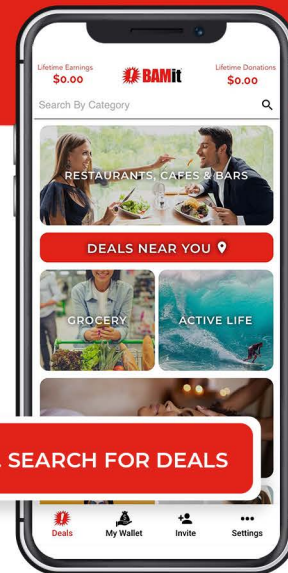 Lifetime Earnings
$0.00
BAMit
Lifetime Donations
$0.00
Search By Category
RESTAURANTS, CAFES & BARS
DEALS NEAR YOU
GROCERY
ACTIVE LIFE
. SEARCH FOR DEALS
Deals
My Wallet
Invite
Settings